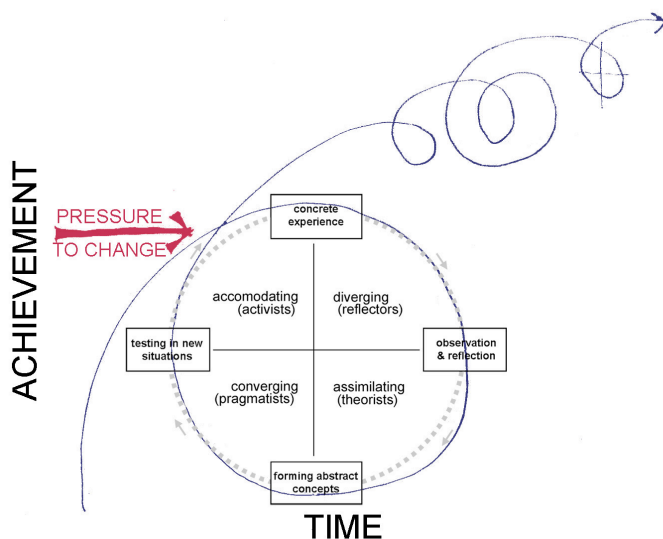 ACHIEVEMENT
PRESSURE
TO CHANGE
concrete
experience
accomodating
(activists)
diverging
(reflectors)
testing in new
situations
observation
& reflection
converging
(pragmatists)
assimilating
(theorists)
forming abstract
concepts
TIME